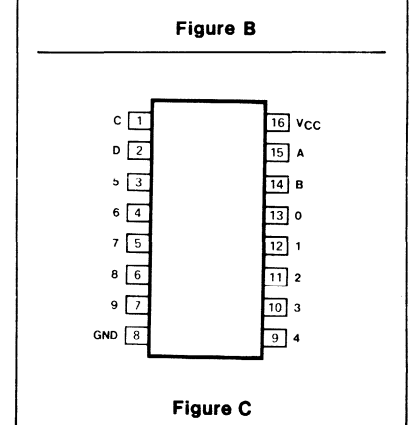 Figure B
C 1 16 VCC
D 2 15 A
5 3 14 B
6 4 13 0
7 5 12 1
8 6 11 2
9 7 10 3
GND 8 9 4
Figure C